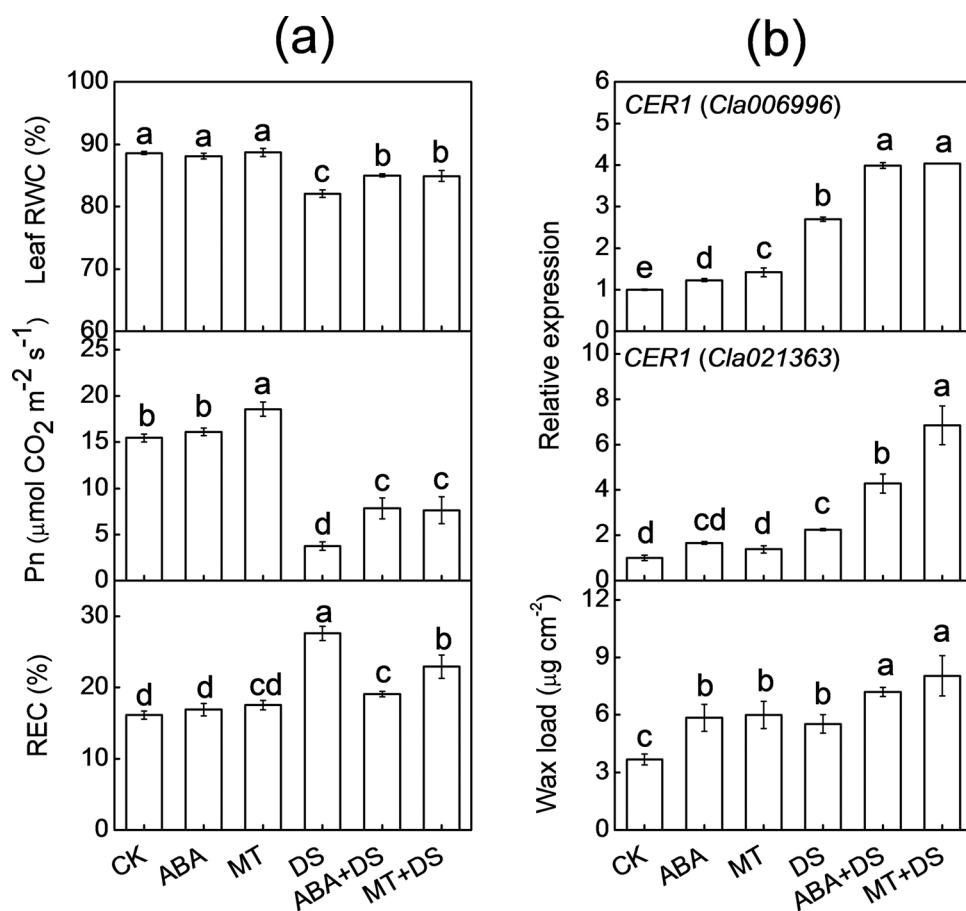 (a)
(b)
Leaf RWC (%)
100
90
80
70
60
a a a c b b
Pn (μmol CO2 m-2 s-1)
25
20
15
10
5
0
b b a d c c
REC (%)
30
20
10
0
d d cd a c b
CK ABA MT DS ABA+DS MT+DS
Relative expression
6
5
4
3
2
1
0
CER1 (Cla006996)
e d c b a a
10
8
6
4
2
0
CER1 (Cla021363)
d cd d c b a
Wax load (μg cm-2)
12
9
6
3
0
c b b b a a
CK ABA MT DS ABA+DS MT+DS